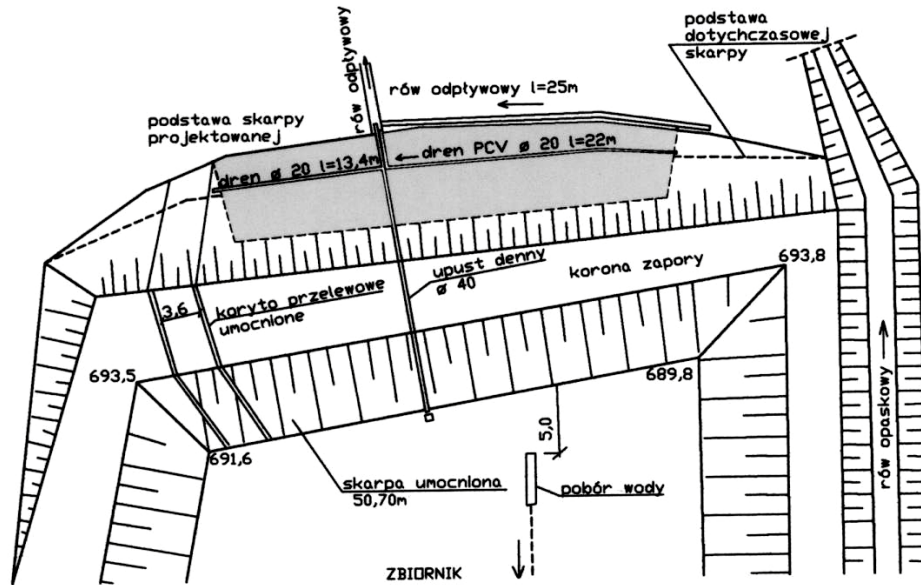 podstawa
dotychczasowej
skarpy
rów odpływowy
rów odpływowy l=25m
podstawa skarpy
projektowanej
dren PCV ø 20 l=22m
dren ø 20 l=13,4m
693,8
upust denny
ø 40
korona zapory
3,6
koryto przelewowe
umocnione
693,5
689,8
5,0
691,6
skarpa umocniona
50,70m
pobór wody
rów opaskowy
ZBIORNIK